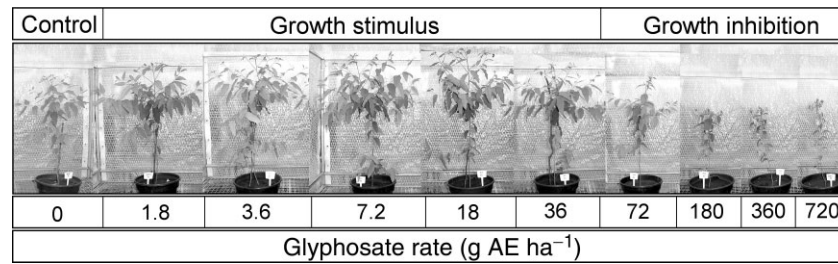 Control Growth stimulus Growth inhibition
0 1.8 3.6 7.2 18 36 72 180 360 720
Glyphosate rate (g AE ha⁻¹)